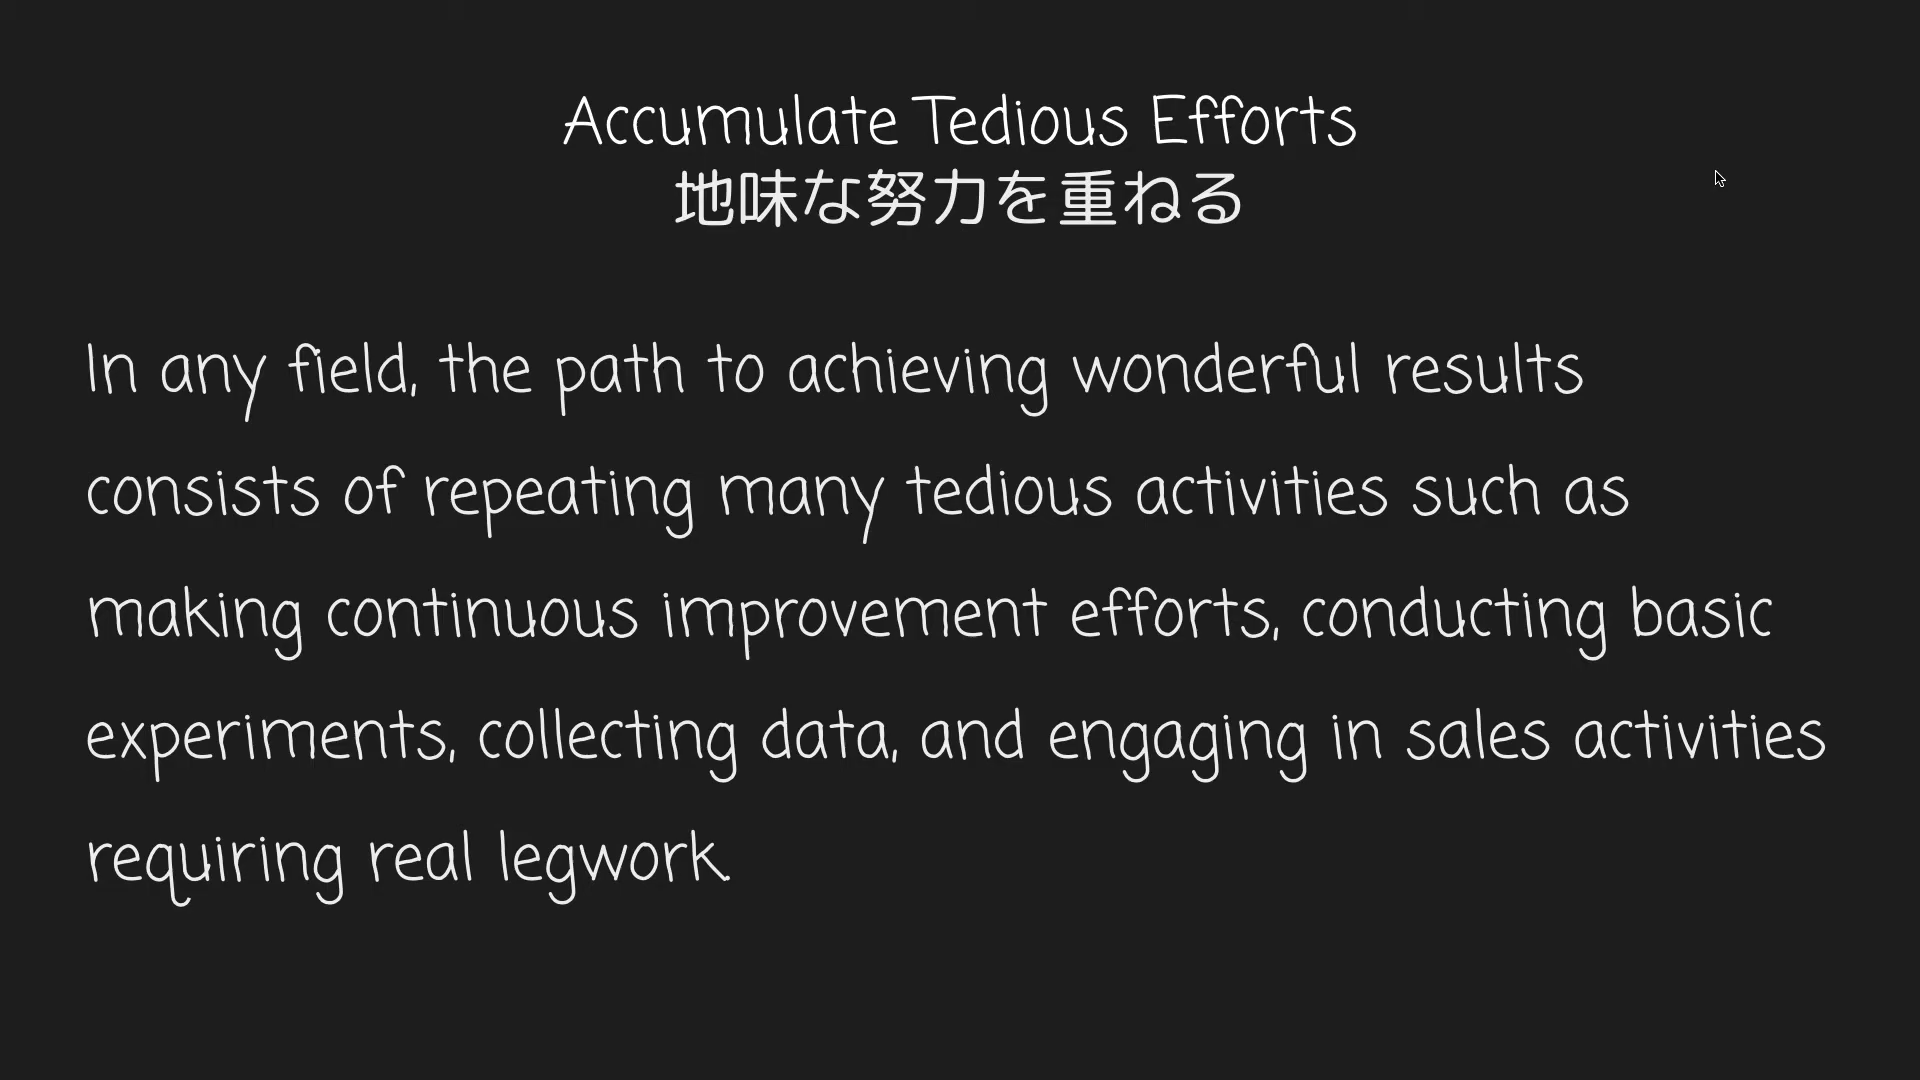 Accumulate Tedious Efforts
地味な努力を重ねる
In any field, the path to achieving wonderful results
consists of repeating many tedious activities such as
making continuous improvement efforts, conducting basic
experiments, collecting data, and engaging in sales activities
requiring real legwork.